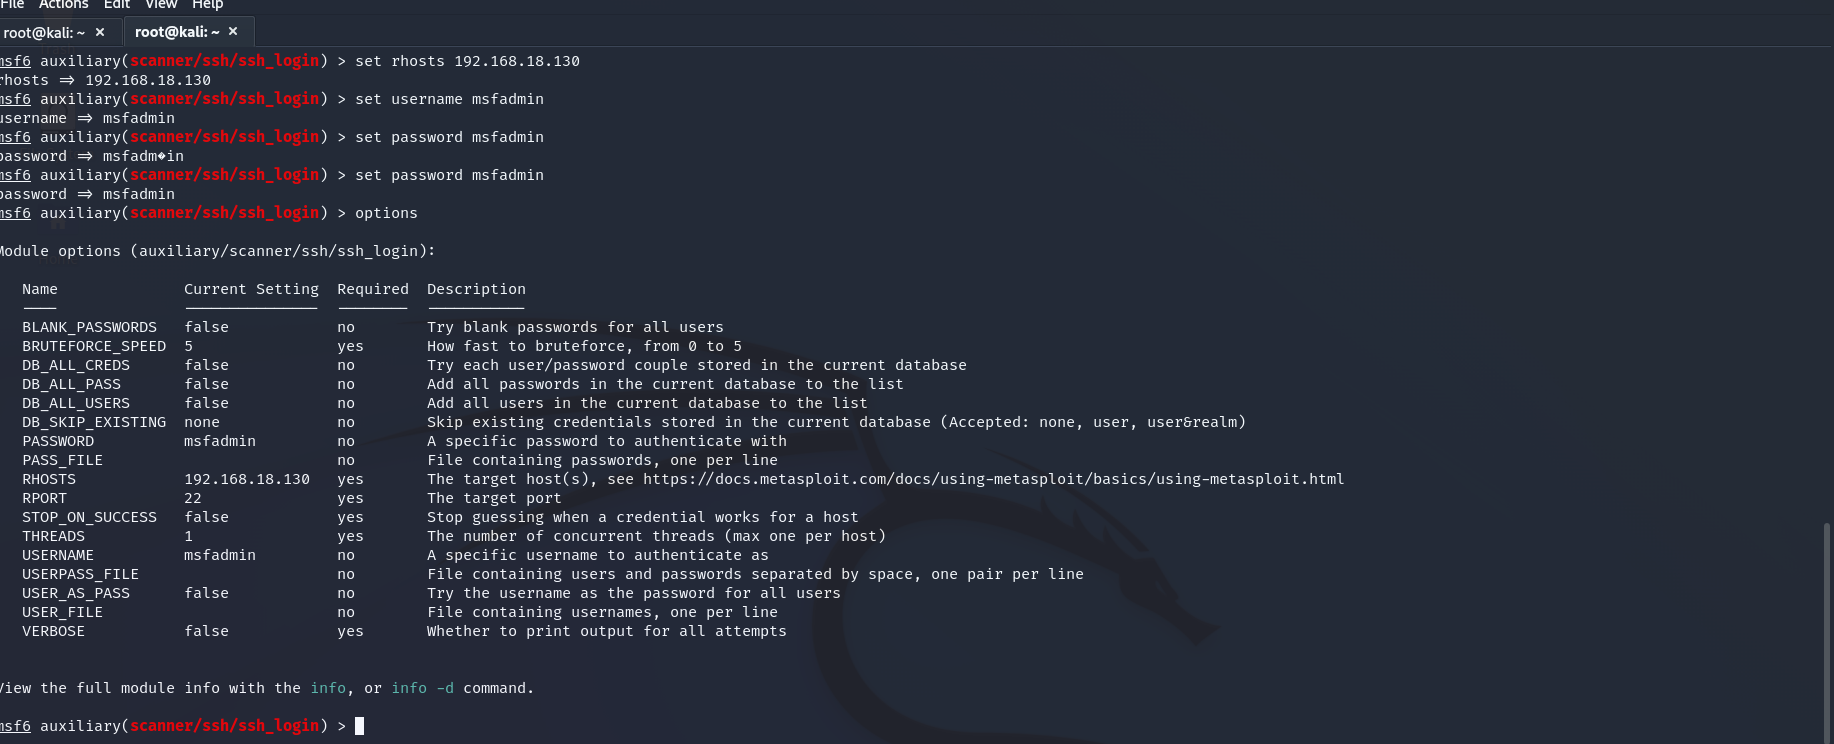 File Actions Edit View Help
root@kali: ~ × root@kali: ~ ×
msf6 auxiliary(scanner/ssh/ssh_login) > set rhosts 192.168.18.130
rhosts => 192.168.18.130
msf6 auxiliary(scanner/ssh/ssh_login) > set username msfadmin
username => msfadmin
msf6 auxiliary(scanner/ssh/ssh_login) > set password msfadmin
password => msfadm�in
msf6 auxiliary(scanner/ssh/ssh_login) > set password msfadmin
password => msfadmin
msf6 auxiliary(scanner/ssh/ssh_login) > options
Module options (auxiliary/scanner/ssh/ssh_login):
Name Current Setting Required Description
---- --------------- -------- -----------
BLANK_PASSWORDS false no Try blank passwords for all users
BRUTEFORCE_SPEED 5 yes How fast to bruteforce, from 0 to 5
DB_ALL_CREDS false no Try each user/password couple stored in the current database
DB_ALL_PASS false no Add all passwords in the current database to the list
DB_ALL_USERS false no Add all users in the current database to the list
DB_SKIP_EXISTING none no Skip existing credentials stored in the current database (Accepted: none, user, user&realm)
PASSWORD msfadmin no A specific password to authenticate with
PASS_FILE no File containing passwords, one per line
RHOSTS 192.168.18.130 yes The target host(s), see https://docs.metasploit.com/docs/using-metasploit/basics/using-metasploit.html
RPORT 22 yes The target port
STOP_ON_SUCCESS false yes Stop guessing when a credential works for a host
THREADS 1 yes The number of concurrent threads (max one per host)
USERNAME msfadmin no A specific username to authenticate as
USERPASS_FILE no File containing users and passwords separated by space, one pair per line
USER_AS_PASS false no Try the username as the password for all users
USER_FILE no File containing usernames, one per line
VERBOSE false yes Whether to print output for all attempts
View the full module info with the info, or info -d command.
msf6 auxiliary(scanner/ssh/ssh_login) >